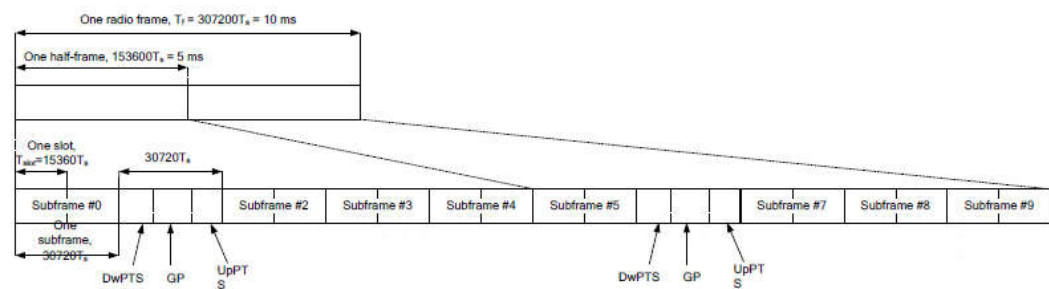 One radio frame, Tf = 307200Ts = 10 ms
One half-frame, 153600Ts = 5 ms
One slot,
Tslot=15360Ts
30720Ts
Subframe #0
Subframe #2
Subframe #3
Subframe #4
Subframe #5
Subframe #7
Subframe #8
Subframe #9
One
subframe,
30720Ts
DwPTS
GP
UpPT
S
DwPTS
GP
UpPT
S